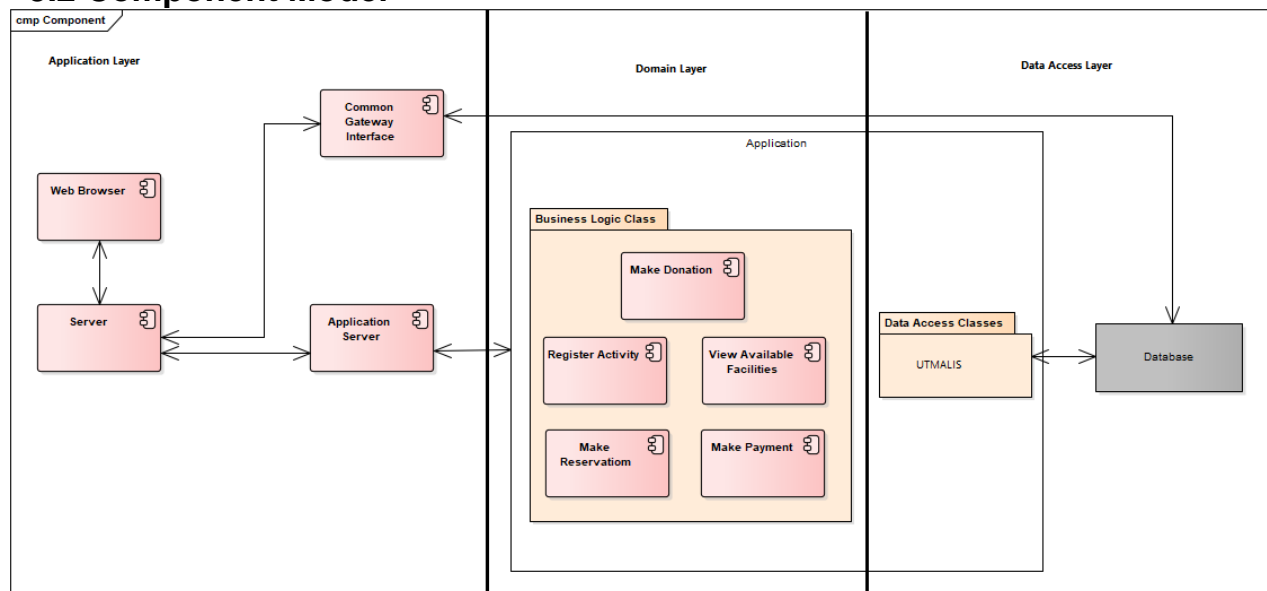 5.2 Component Model
cmp Component
Application Layer
Domain Layer
Data Access Layer
Common
Gateway
Interface
Application
Web Browser
Business Logic Class
Make Donation
Server
Application
Server
Data Access Classes
UTMALIS
Database
Register Activity
View Available
Facilities
Make
Reservatiom
Make Payment